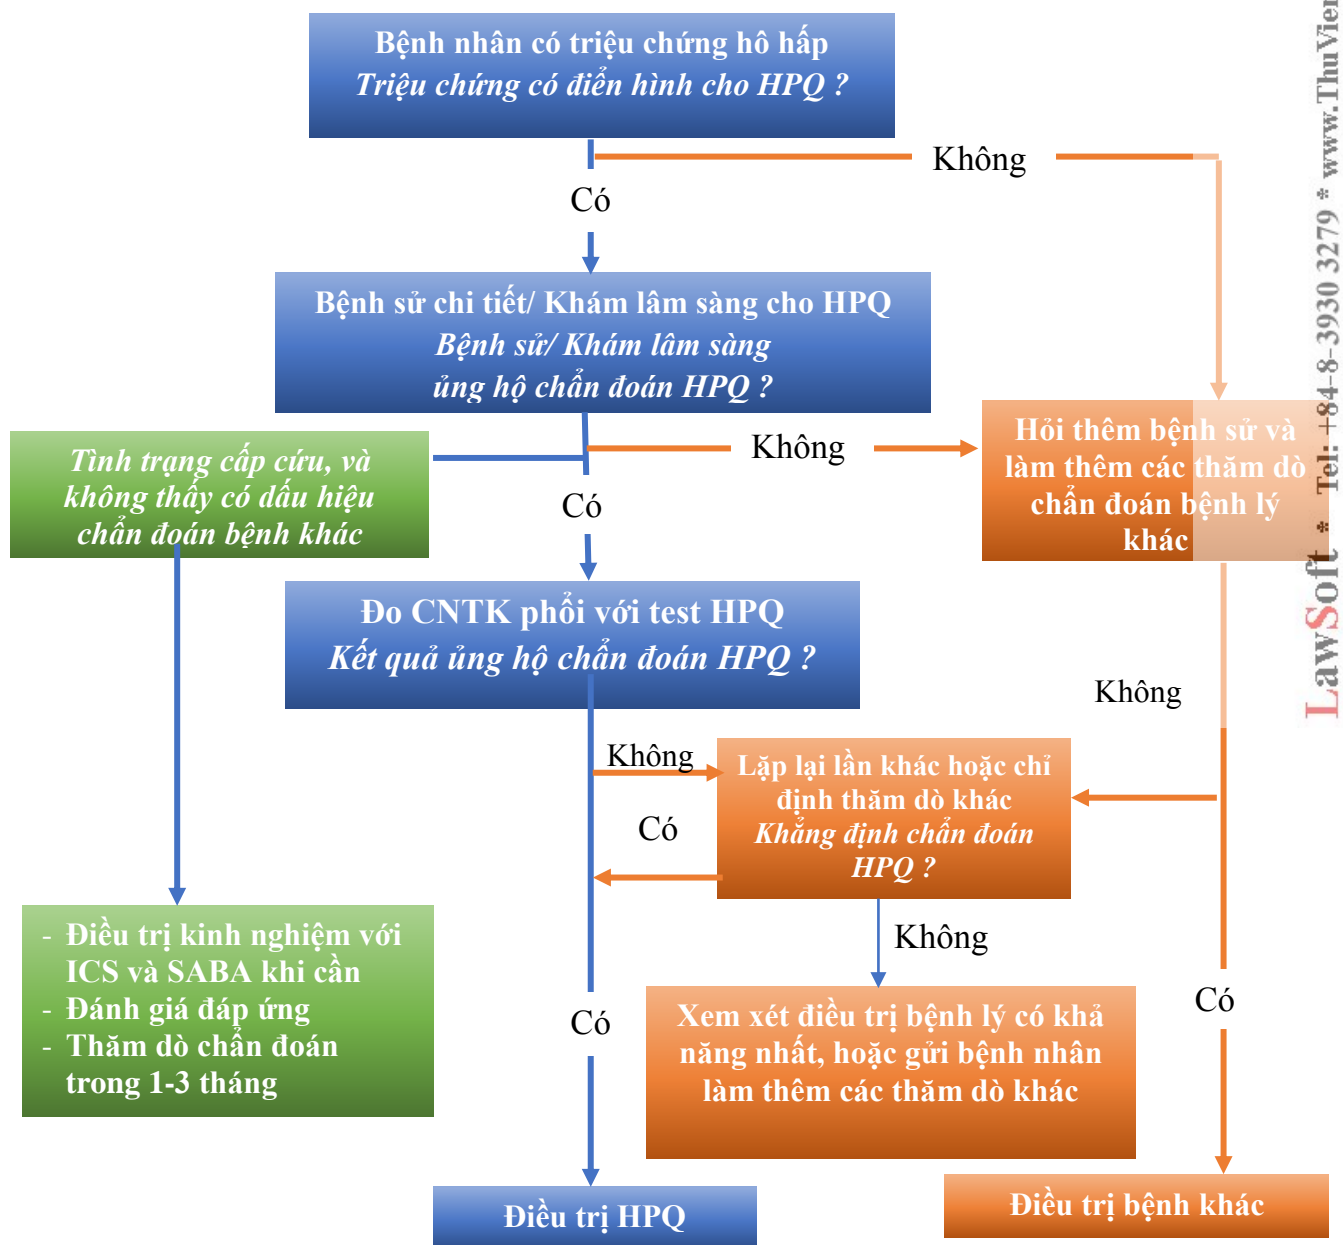 Bệnh nhân có triệu chứng hô hấp
Triệu chứng có điển hình cho HPQ ?
Không
Có
Bệnh sử chi tiết/ Khám lâm sàng cho HPQ
Bệnh sử/ Khám lâm sàng
ủng hộ chẩn đoán HPQ ?
Không
Hỏi thêm bệnh sử và
làm thêm các thăm dò
chẩn đoán bệnh lý
khác
Tình trạng cấp cứu, và
không thấy có dấu hiệu
chẩn đoán bệnh khác
Có
Đo CNTK phổi với test HPQ
Kết quả ủng hộ chẩn đoán HPQ ?
Không
Không
Lặp lại lần khác hoặc chỉ
định thăm dò khác
Khẳng định chẩn đoán
HPQ ?
Có
- Điều trị kinh nghiệm với
ICS và SABA khi cần
- Đánh giá đáp ứng
- Thăm dò chẩn đoán
trong 1-3 tháng
Không
Có
Có
Xem xét điều trị bệnh lý có khả
năng nhất, hoặc gửi bệnh nhân
làm thêm các thăm dò khác
Điều trị HPQ
Điều trị bệnh khác
LawSoft * Tel: +84-8-3930 3279 * www.ThuVien